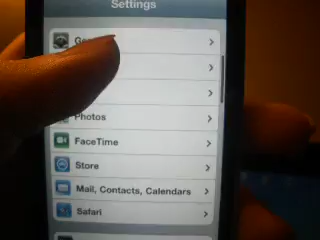 Settings
Photos
FaceTime
Store
Mail, Contacts, Calendars
Safari